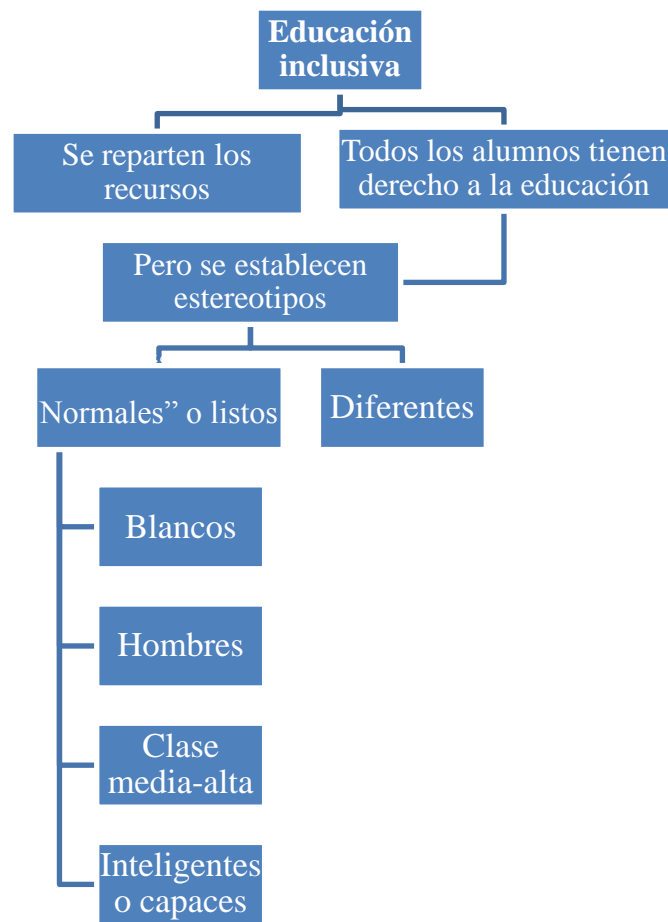 Educación
inclusiva
Se reparten los
recursos
Todos los alumnos tienen
derecho a la educación
Pero se establecen
estereotipos
Normales” o listos
Diferentes
Blancos
Hombres
Clase
media-alta
Inteligentes
o capaces